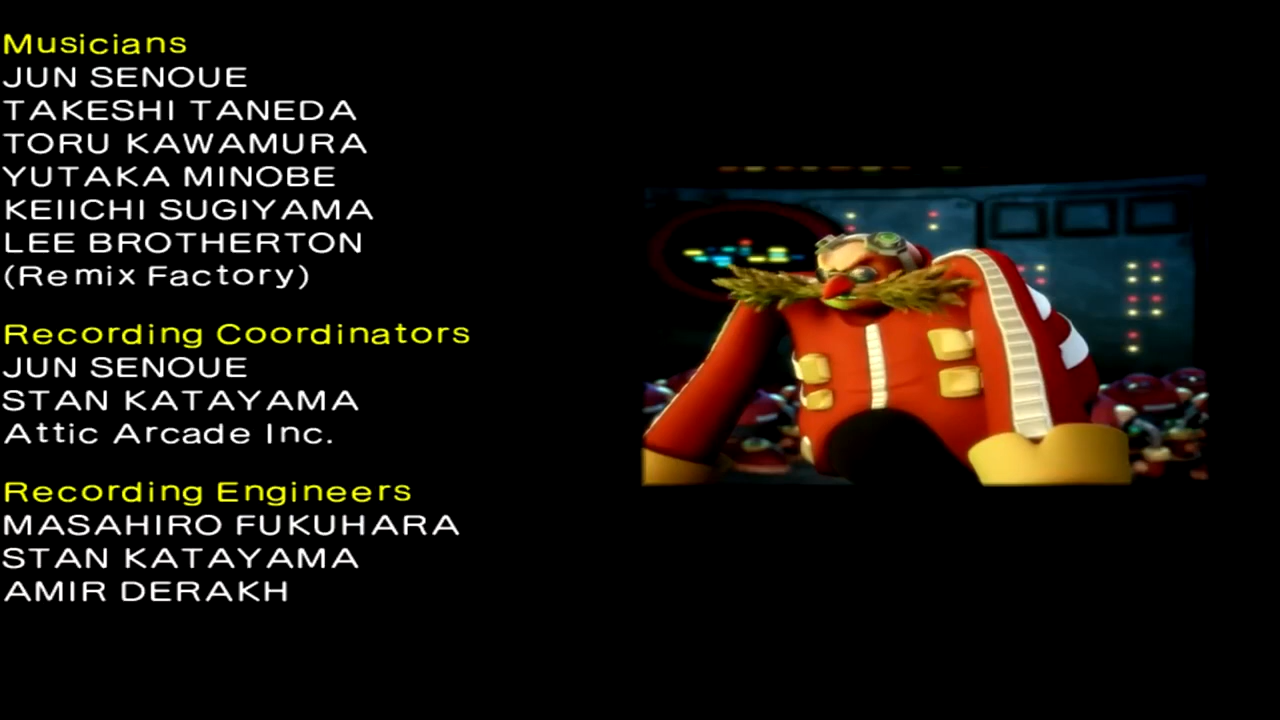 Musicians
JUN SENOUE
TAKESHI TANEDA
TORU KAWAMURA
YUTAKA MINOBE
KEIICHI SUGIYAMA
LEE BROTHERTON
(Remix Factory)
Recording Coordinators
JUN SENOUE
STAN KATAYAMA
Attic Arcade Inc.
Recording Engineers
MASAHIRO FUKUHARA
STAN KATAYAMA
AMIR DERAKH